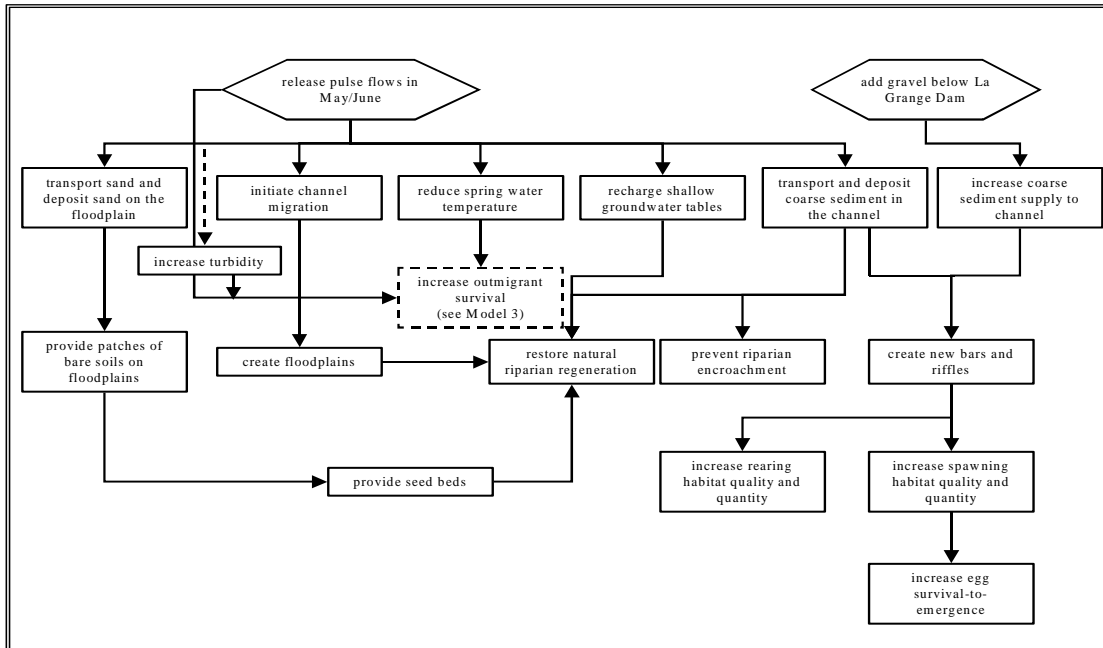 release pulse flows in
May/June
add gravel below La
Grange Dam
transport sand and
deposit sand on the
floodplain
initiate channel
migration
reduce spring water
temperature
recharge shallow
groundwater tables
transport and deposit
coarse sediment in
the channel
increase coarse
sediment supply to
channel
increase turbidity
increase outmigrant
survival
(see Model 3)
provide patches of
bare soils on
floodplains
create floodplains
restore natural
riparian regeneration
prevent riparian
encroachment
create new bars and
riffles
provide seed beds
increase rearing
habitat quality and
quantity
increase spawning
habitat quality and
quantity
increase egg
survival-to-
emergence